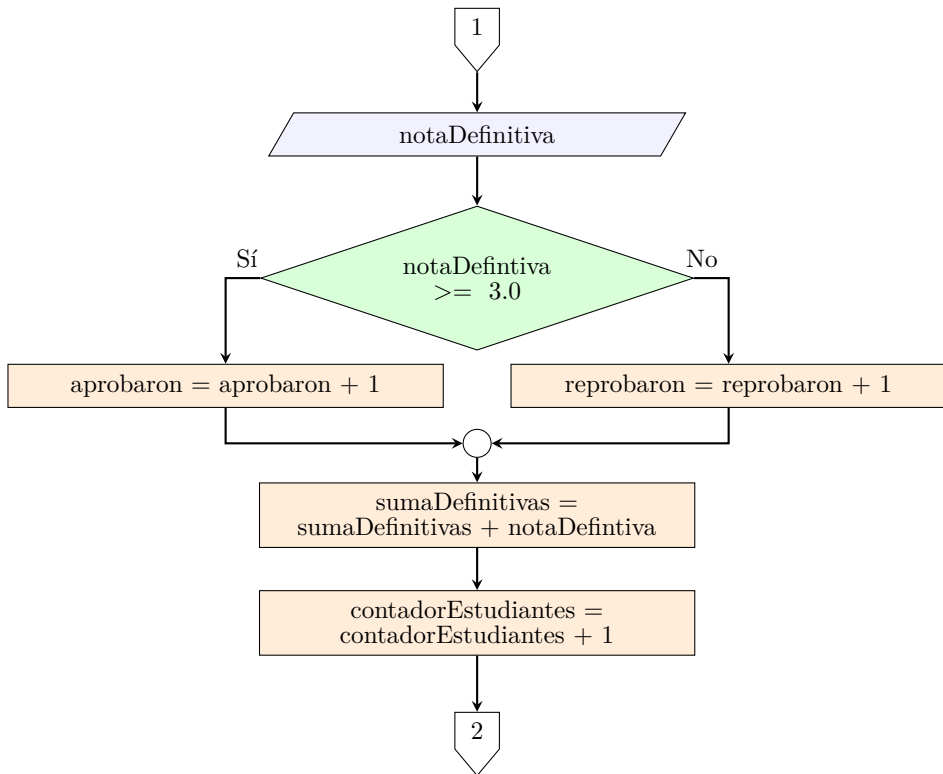 1
notaDefinitiva
Sí
No
notaDefintiva
>= 3.0
aprobaron = aprobaron + 1
reprobaron = reprobaron + 1
sumaDefinitivas =
sumaDefinitivas + notaDefintiva
contadorEstudiantes =
contadorEstudiantes + 1
2